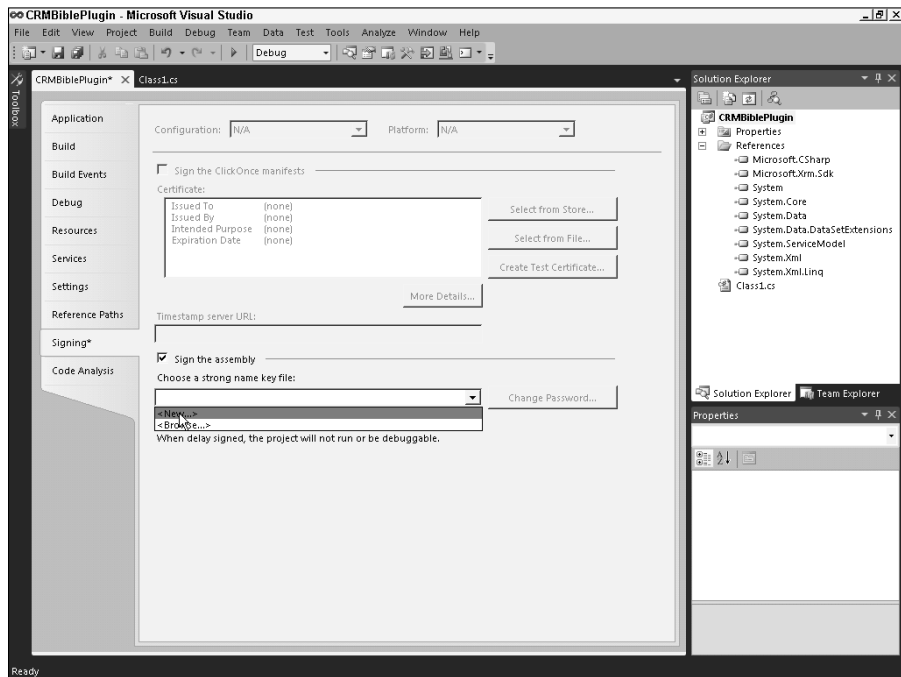 CRMBiblePlugin - Microsoft Visual Studio
File Edit View Project Build Debug Team Data Test Tools Analyze Window Help
Debug
Toolbox
CRMBiblePlugin* Class1.cs
Application
Build
Build Events
Debug
Resources
Services
Settings
Reference Paths
Signing*
Code Analysis
Configuration: N/A Platform: N/A
Sign the ClickOnce manifests
Certificate:
Issued To (none)
Issued By (none)
Intended Purpose (none)
Expiration Date (none)
Select from Store...
Select from File...
Create Test Certificate...
More Details...
Timestamp server URL:
Sign the assembly
Choose a strong name key file:
Change Password...
<New...>
<Browse...>
When delay signed, the project will not run or be debuggable.
Solution Explorer
CRMBiblePlugin
Properties
References
Microsoft.CSharp
Microsoft.Xrm.Sdk
System
System.Core
System.Data
System.Data.DataSetExtensions
System.ServiceModel
System.Xml
System.Xml.Linq
Class1.cs
Solution Explorer Team Explorer
Properties
Ready